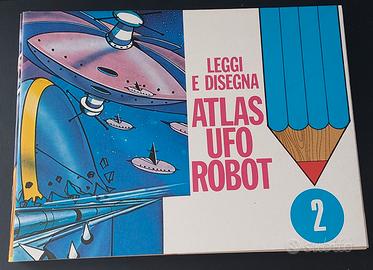 LEGGI
E DISEGNA
ATLAS
UFO
ROBOT
2